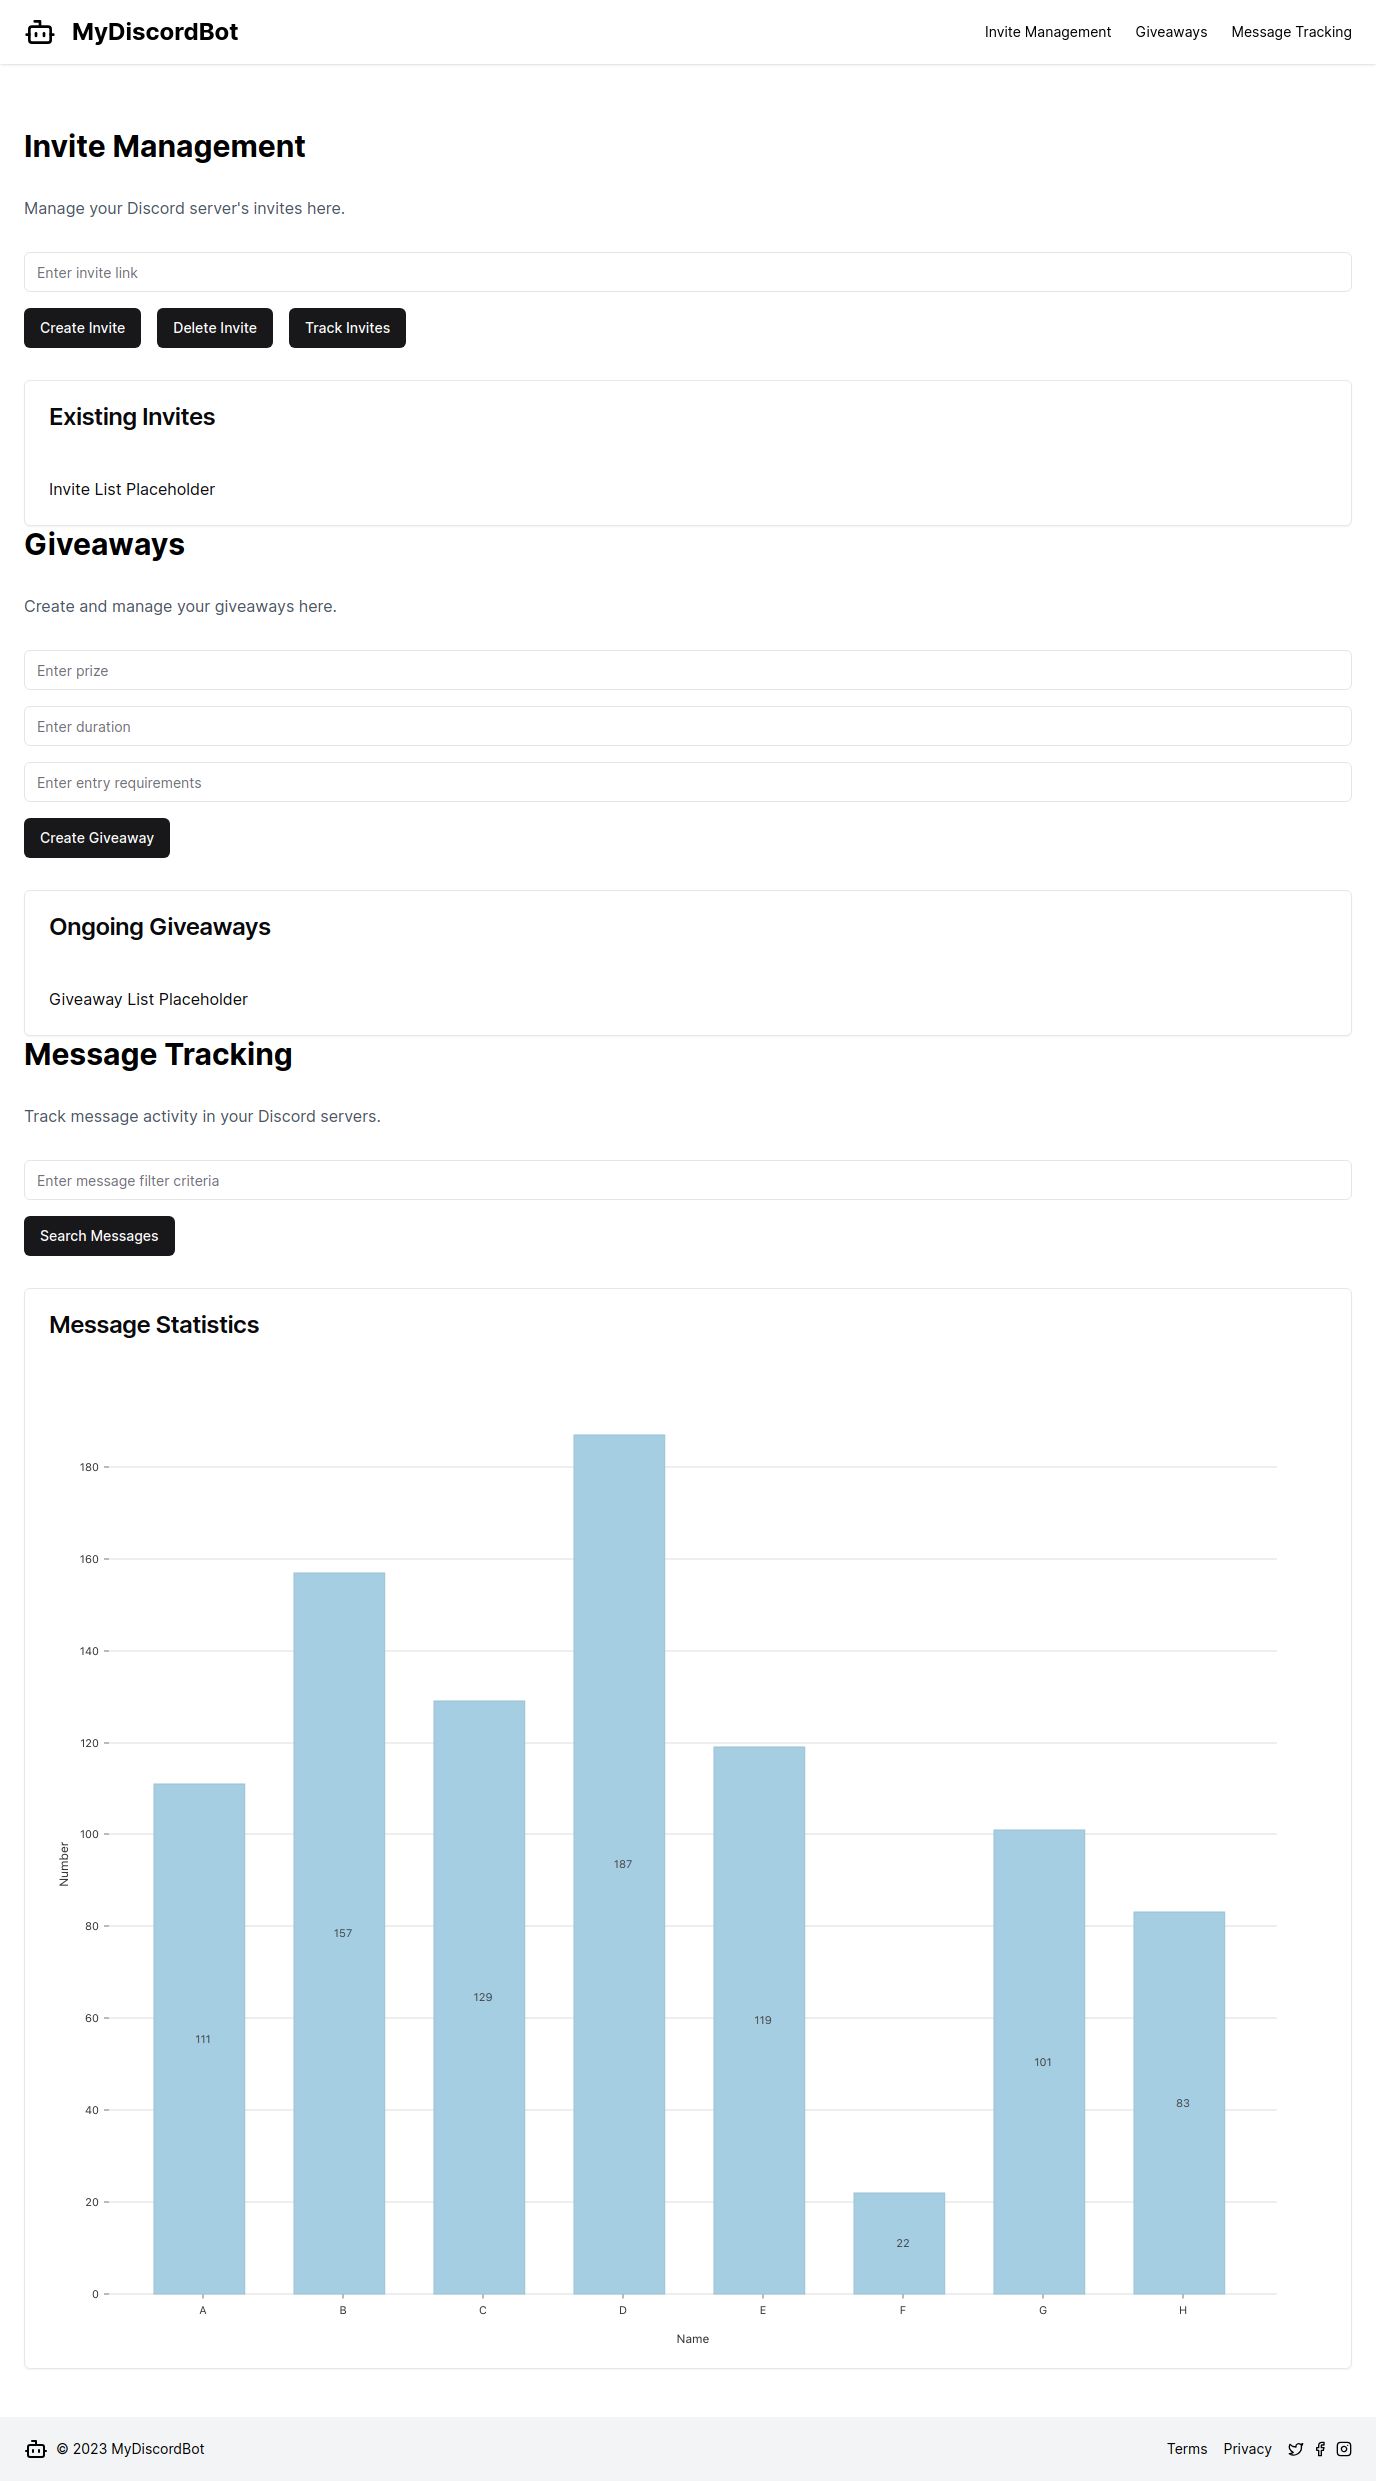 MyDiscordBot
Invite Management Giveaways Message Tracking
Invite Management
Manage your Discord server's invites here.
Enter invite link
Create Invite Delete Invite Track Invites
Existing Invites
Invite List Placeholder
Giveaways
Create and manage your giveaways here.
Enter prize
Enter duration
Enter entry requirements
Create Giveaway
Ongoing Giveaways
Giveaway List Placeholder
Message Tracking
Track message activity in your Discord servers.
Enter message filter criteria
Search Messages
Message Statistics
180
160
140
120
100
Number
187
80
157
129
60
119
111
101
40
83
20
22
0
A B C D E F G H
Name
© 2023 MyDiscordBot
Terms Privacy